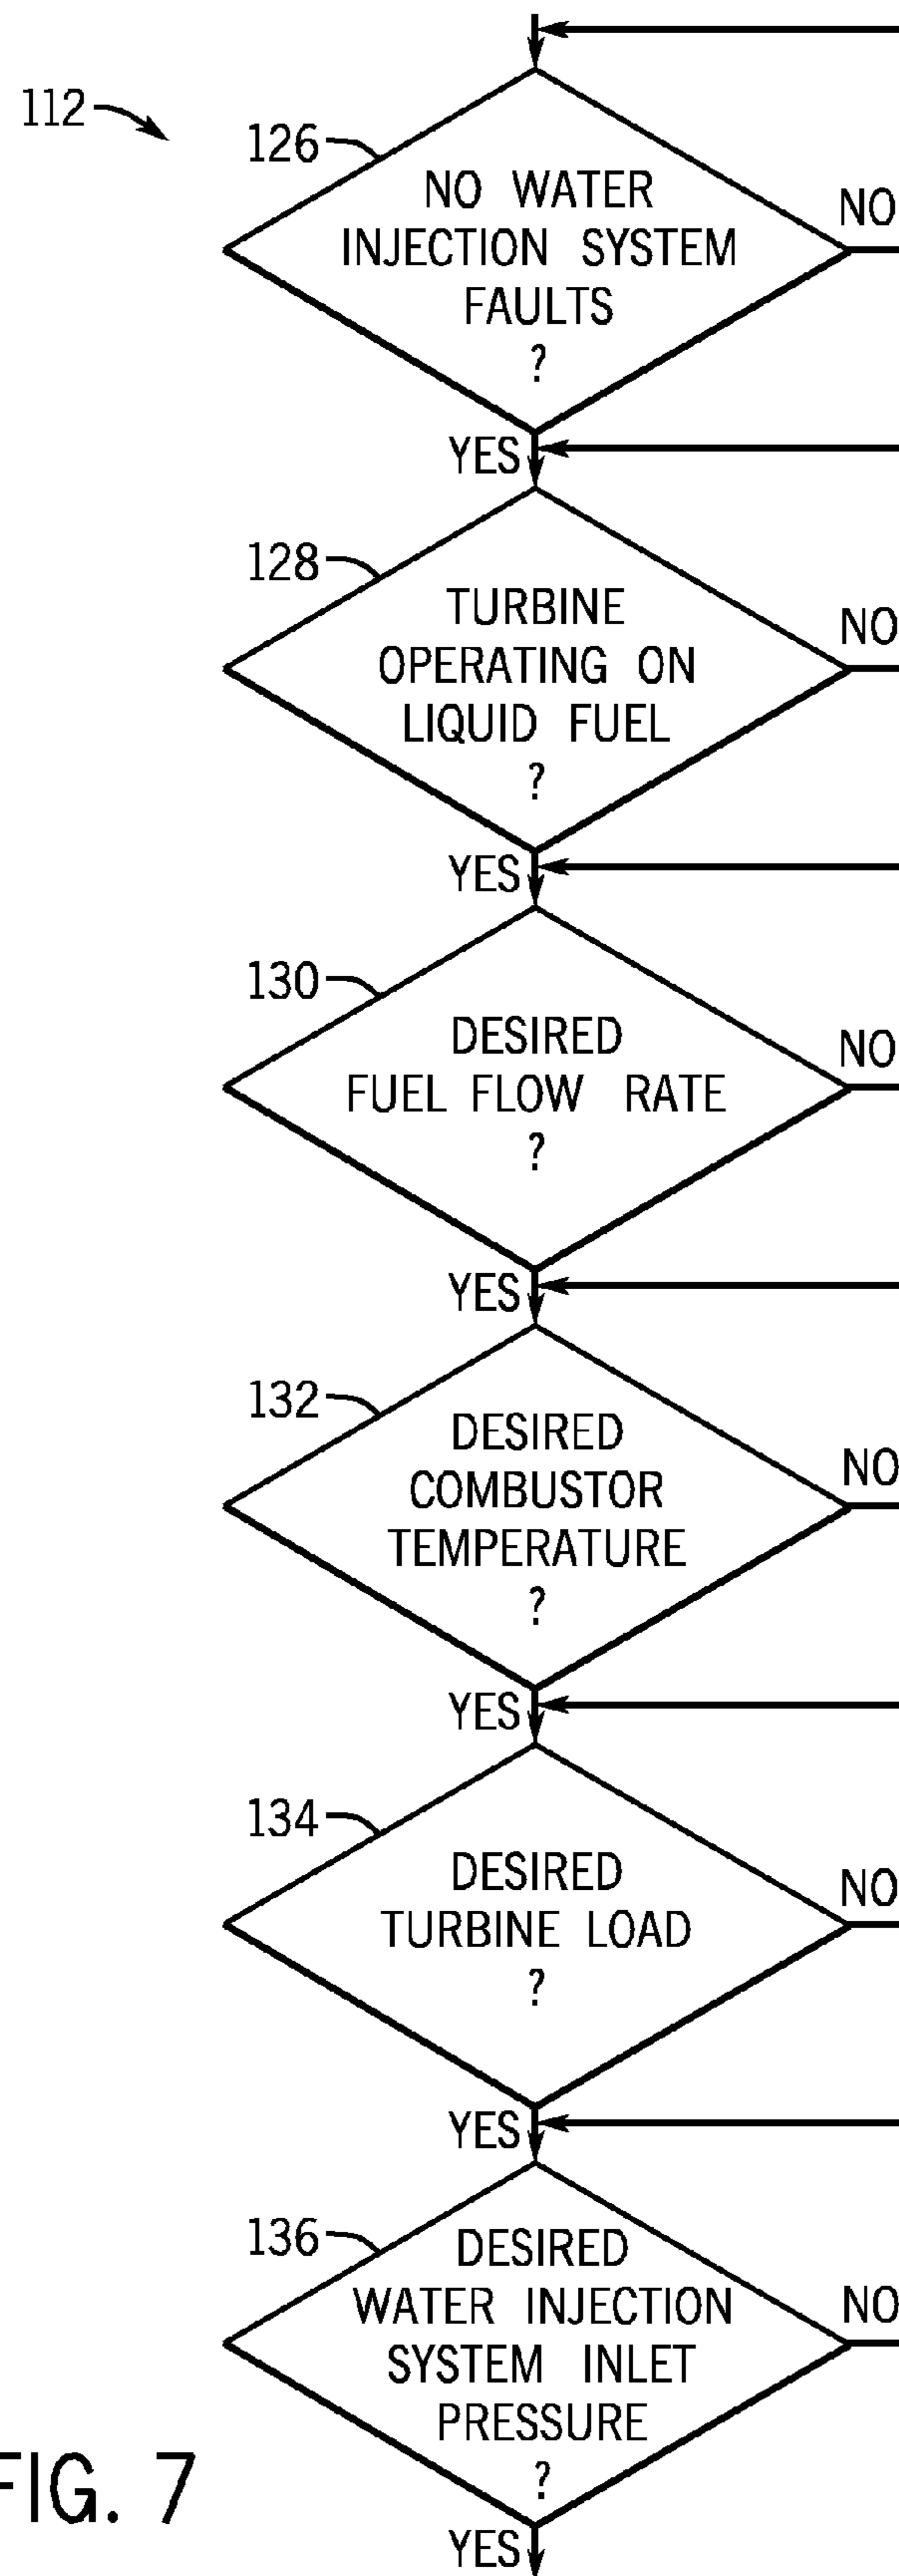 112
126
NO WATER
INJECTION SYSTEM
FAULTS
?
NO
YES
128
TURBINE
OPERATING ON
LIQUID FUEL
?
NO
YES
130
DESIRED
FUEL FLOW RATE
?
NO
YES
132
DESIRED
COMBUSTOR
TEMPERATURE
?
NO
YES
134
DESIRED
TURBINE LOAD
?
NO
YES
136
DESIRED
WATER INJECTION
SYSTEM INLET
PRESSURE
?
NO
YES
FIG. 7